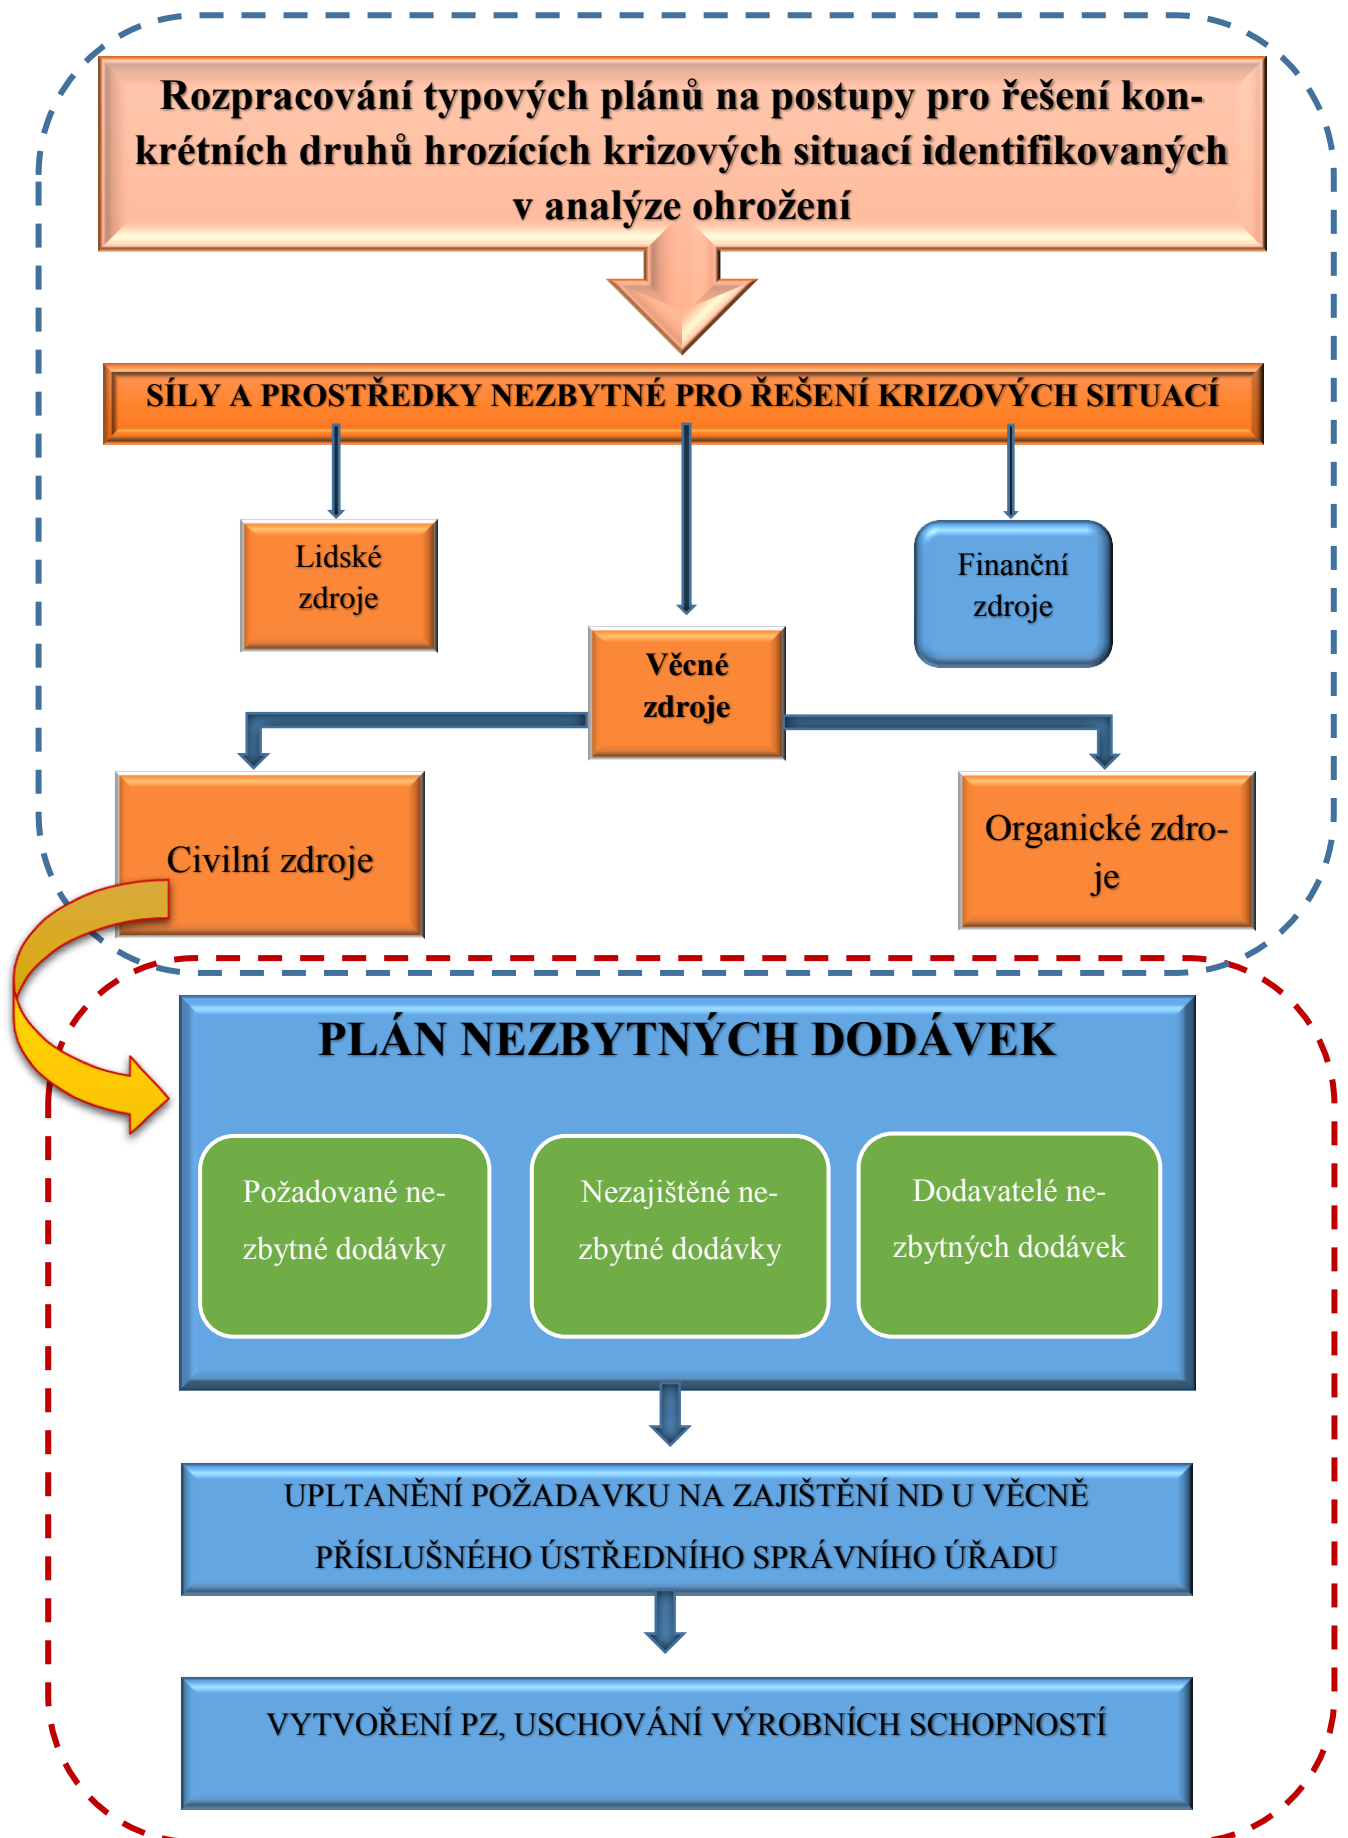 Rozpracování typových plánů na postupy pro řešení kon-
krétních druhů hrozících krizových situací identifikovaných
v analýze ohrožení
SÍLY A PROSTŘEDKY NEZBYTNÉ PRO ŘEŠENÍ KRIZOVÝCH SITUACÍ
Lidské
zdroje
Finanční
zdroje
Věcné
zdroje
Civilní zdroje
Organické zdro-
je
PLÁN NEZBYTNÝCH DODÁVEK
Požadované ne-
zbytné dodávky
Nezajištěné ne-
zbytné dodávky
Dodavatelé ne-
zbytných dodávek
UPLTANĚNÍ POŽADAVKU NA ZAJIŠTĚNÍ ND U VĚCNĚ
PŘÍSLUŠNÉHO ÚSTŘEDNÍHO SPRÁVNÍHO ÚŘADU
VYTVOŘENÍ PZ, USCHOVÁNÍ VÝROBNÍCH SCHOPNOSTÍ